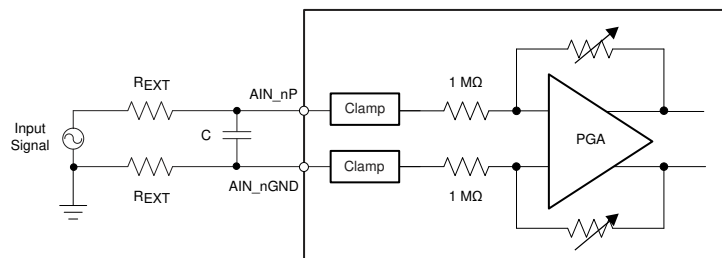 REXT
AIN_nP
Clamp
1 MΩ
Input
Signal
C
PGA
Clamp
REXT
AIN_nGND
1 MΩ